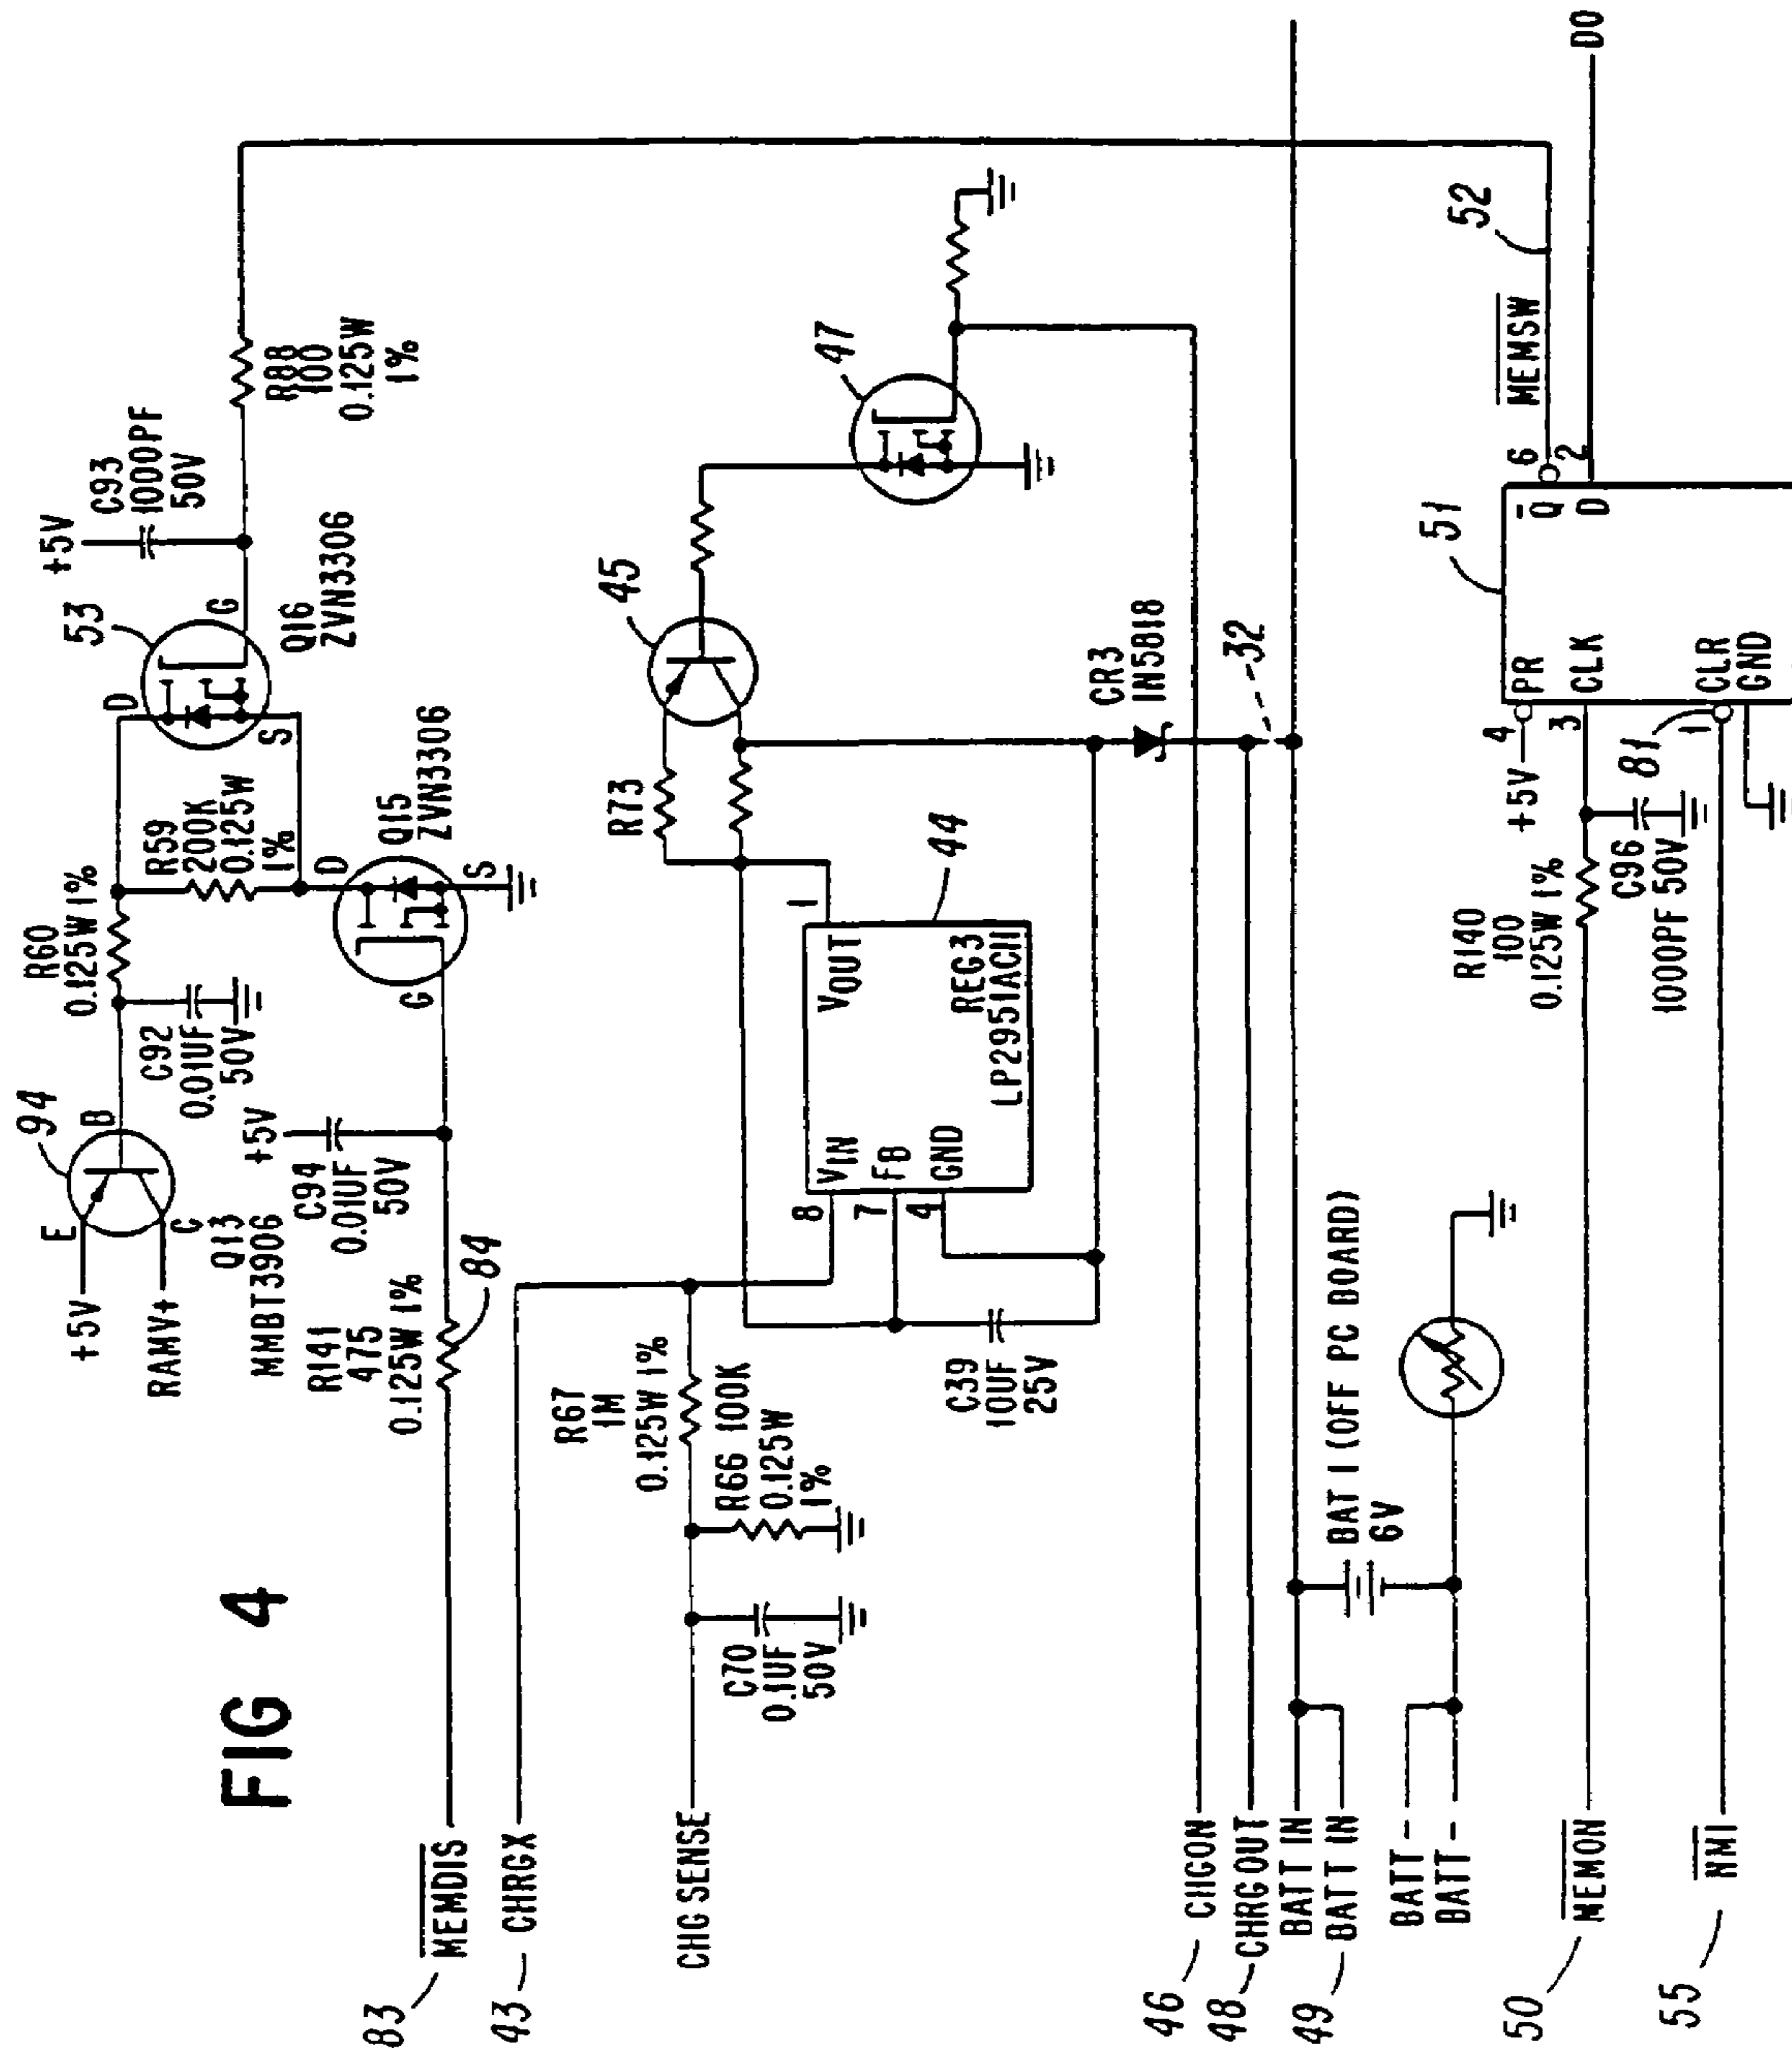 FIG 4
83
MEMDIS
43
CHRGX
CHG SENSE
46
CHGON
48
CHRGOUT
BATT IN
49
BATT IN
BATT -
BATT -
50
MEMON
55
NMI
+5V
E
94
B
RAMV+
C
Q13
MMBT3906
R60
0.125W 1%
C92
0.01UF
50V
R59
200K
0.125W
1%
D
53
G
S
Q16
ZVN3306
+5V
C93
1000PF
50V
R88
100
0.125W
1%
+5V
C94
0.01UF
50V
R141
475
0.125W 1%
84
G
D
S
Q15
ZVN3306
R67
1M
0.125W 1%
R66 100K
0.125W
1%
C70
0.1UF
50V
C39
10UF
25V
8
VIN
7
FB
4
GND
VOUT
1
REG3
LP2951ACH
44
R73
45
47
CR3
IN5818
32
BAT 1 (OFF PC BOARD)
6V
R140
100
0.125W 1%
C96
1000PF 50V
+5V
4
PR
3
CLK
81
1
CLR
GND
51
Q
6
D
2
MEMSW
52
D0